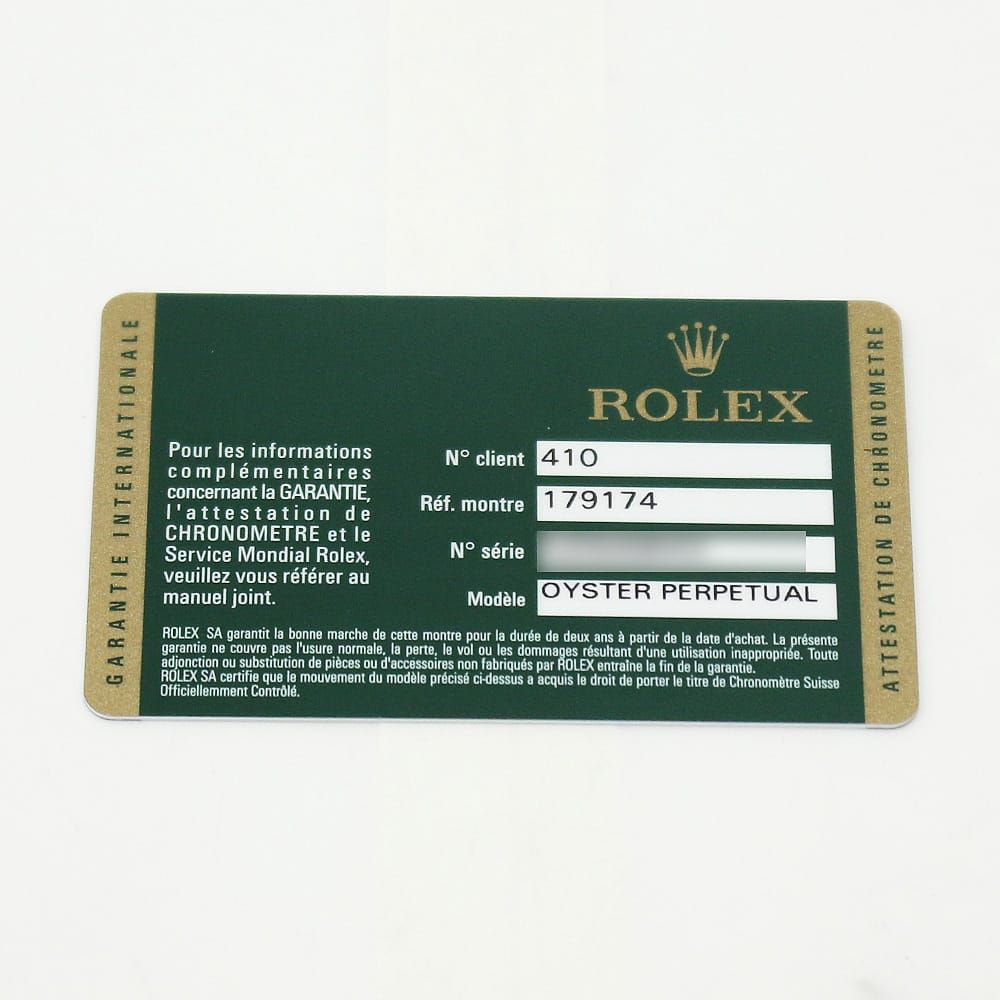 GARANTIE INTERNATIONALE
ROLEX
Pour les informations
complémentaires
concernant la GARANTIE,
l'attestation de
CHRONOMETRE et le
Service Mondial Rolex,
veuillez vous référer au
manuel joint.
N° client 410
Réf. montre 179174
N° série
Modèle OYSTER PERPETUAL
ROLEX SA garantit la bonne marche de cette montre pour la durée de deux ans à partir de la date d'achat. La présente
garantie ne couvre pas l'usure normale, la perte, le vol ou les dommages résultant d'une utilisation inappropriée. Toute
adjonction ou substitution de pièces ou d'accessoires non fabriqués par ROLEX entraîne la fin de la garantie.
ROLEX SA certifie que le mouvement du modèle précisé ci-dessus a acquis le droit de porter le titre de Chronomètre Suisse
Officiellement Contrôlé.
ATTESTATION DE CHRONOMETRE